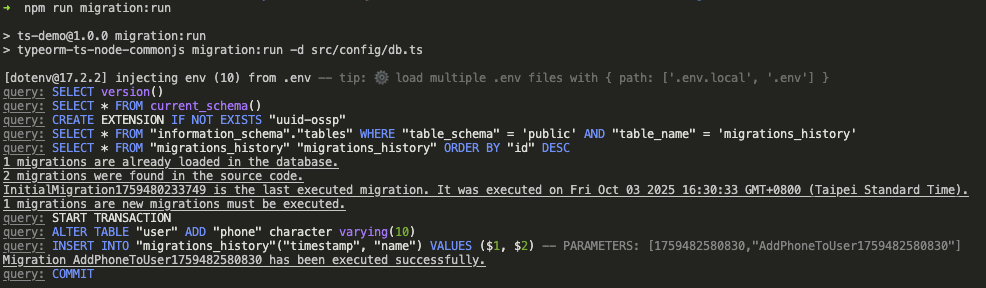 ➜  npm run migration:run

> ts-demo@1.0.0 migration:run
> typeorm-ts-node-commonjs migration:run -d src/config/db.ts

[dotenv@17.2.2] injecting env (10) from .env -- tip: ⚙️ load multiple .env files with { path: ['.env.local', '.env'] }
query: SELECT version()
query: SELECT * FROM current_schema()
query: CREATE EXTENSION IF NOT EXISTS "uuid-ossp"
query: SELECT * FROM "information_schema"."tables" WHERE "table_schema" = 'public' AND "table_name" = 'migrations_history'
query: SELECT * FROM "migrations_history" "migrations_history" ORDER BY "id" DESC
1 migrations are already loaded in the database.
2 migrations were found in the source code.
InitialMigration1759480233749 is the last executed migration. It was executed on Fri Oct 03 2025 16:30:33 GMT+0800 (Taipei Standard Time).
1 migrations are new migrations must be executed.
query: START TRANSACTION
query: ALTER TABLE "user" ADD "phone" character varying(10)
query: INSERT INTO "migrations_history"("timestamp", "name") VALUES ($1, $2) -- PARAMETERS: [1759482580830,"AddPhoneToUser1759482580830"]
Migration AddPhoneToUser1759482580830 has been executed successfully.
query: COMMIT